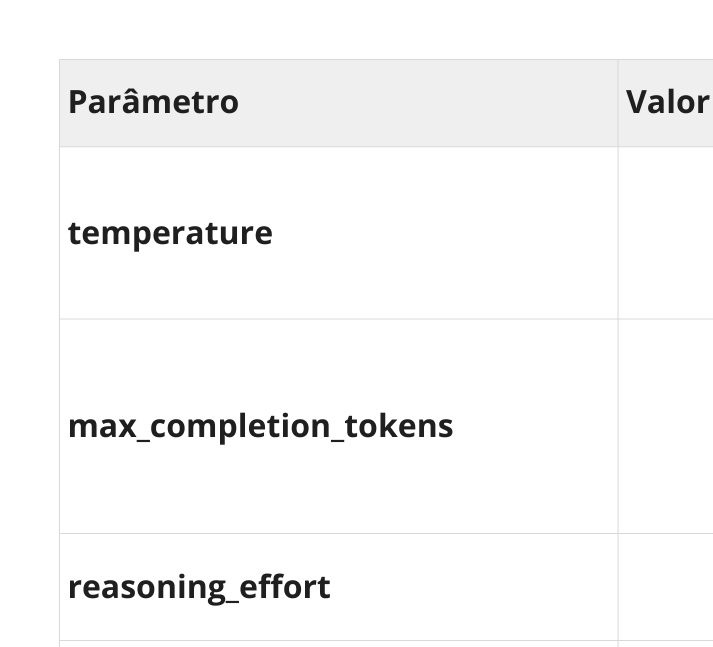 Parâmetro
Valor
temperature
max_completion_tokens
reasoning_effort